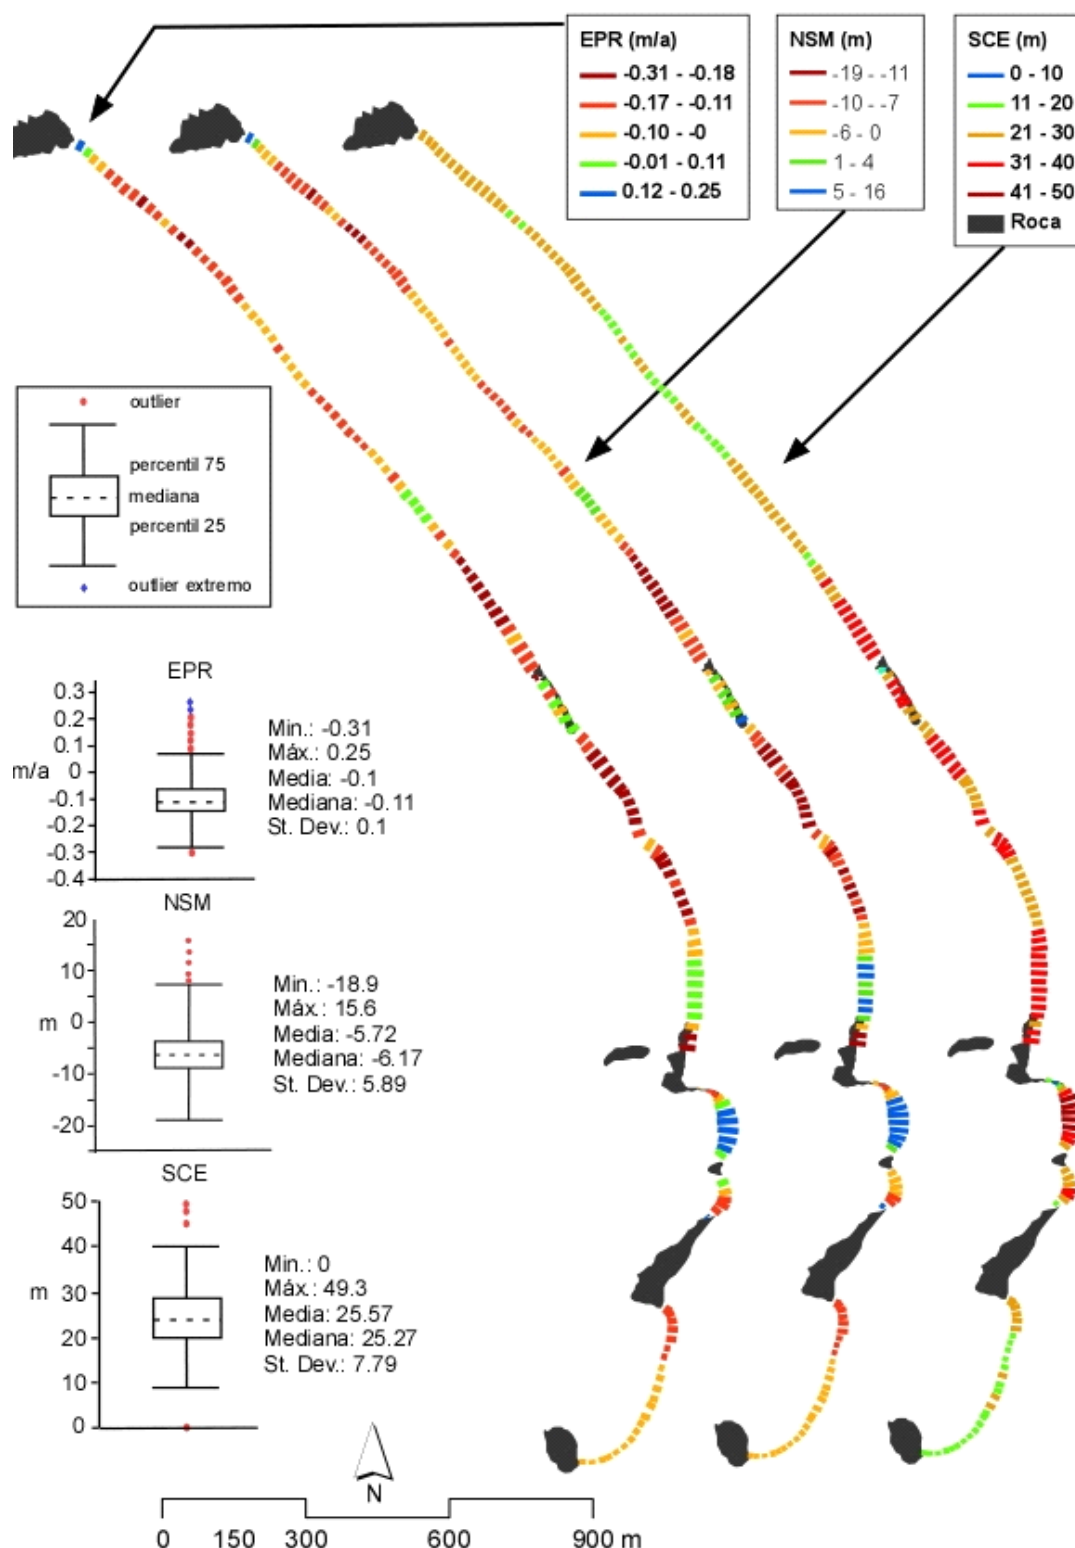 EPR (m/a)
-0.31 - -0.18
-0.17 - -0.11
-0.10 - -0
-0.01 - 0.11
0.12 - 0.25
NSM (m)
-19 - -11
-10 - -7
-6 - 0
1 - 4
5 - 16
SCE (m)
0 - 10
11 - 20
21 - 30
31 - 40
41 - 50
Roca
outlier
percentil 75
mediana
percentil 25
outlier extremo
EPR
0.3
0.2
0.1
0
-0.1
-0.2
-0.3
-0.4
m/a
Min.: -0.31
Máx.: 0.25
Media: -0.1
Mediana: -0.11
St. Dev.: 0.1
NSM
20
10
0
-10
-20
m
Min.: -18.9
Máx.: 15.6
Media: -5.72
Mediana: -6.17
St. Dev.: 5.89
SCE
50
40
30
20
10
0
m
Min.: 0
Máx.: 49.3
Media: 25.57
Mediana: 25.27
St. Dev.: 7.79
N
0 150 300 600 900 m